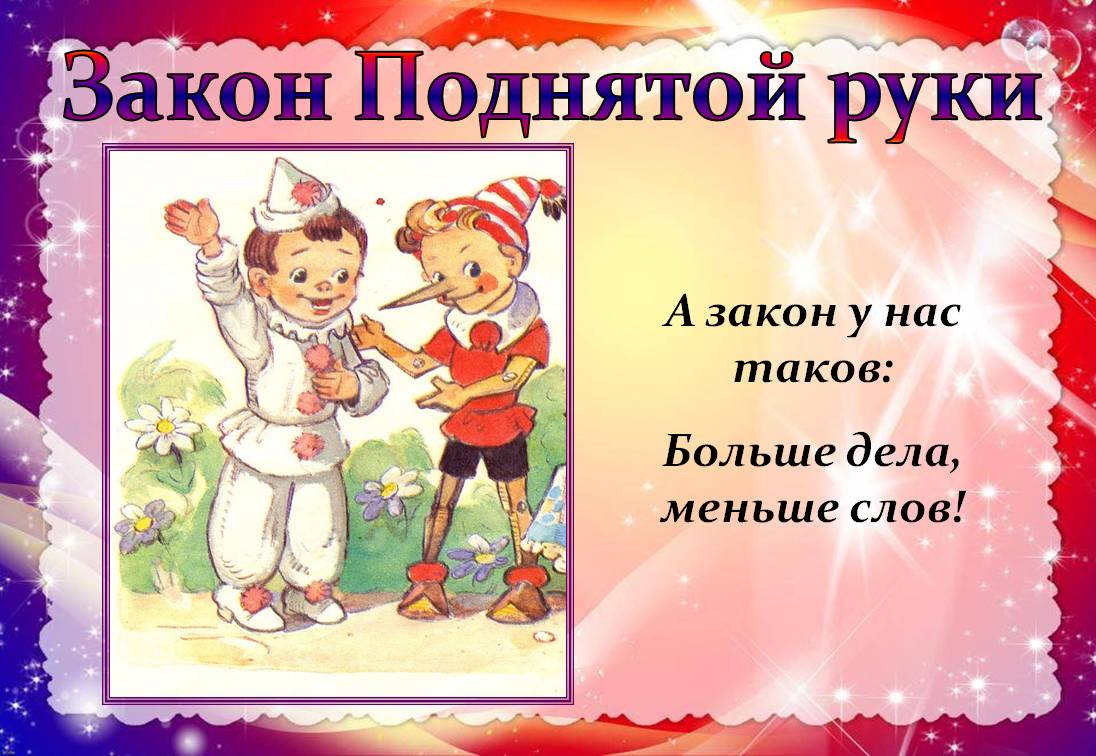 Закон Поднятой руки
А закон у нас
таков:
Больше дела,
меньше слов!